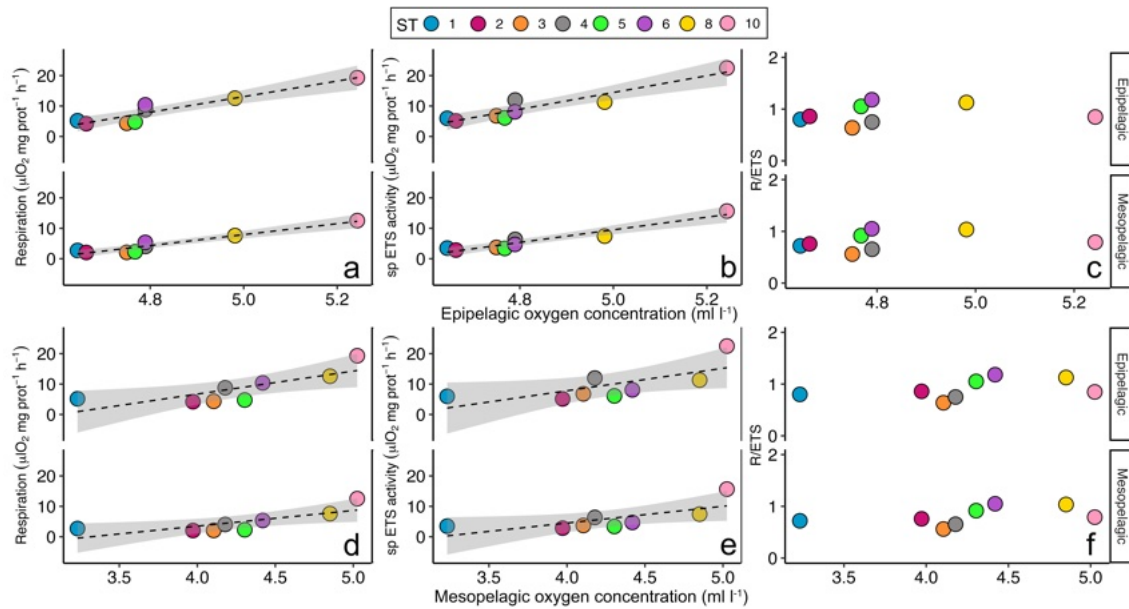 ST 1 2 3 4 5 6 8 10
Respiration (µlO₂ mg prot⁻¹ h⁻¹)
20
10
0
20
10
0
a
4.8 5.0 5.2
sp ETS activity (µlO₂ mg prot⁻¹ h⁻¹)
20
10
0
20
10
0
b
4.8 5.0 5.2
R/ETS
2
1
0
2
1
0
c
4.8 5.0 5.2
Epipelagic
Mesopelagic
Epipelagic oxygen concentration (ml l⁻¹)
Respiration (µlO₂ mg prot⁻¹ h⁻¹)
20
10
0
20
10
0
d
3.5 4.0 4.5 5.0
sp ETS activity (µlO₂ mg prot⁻¹ h⁻¹)
20
10
0
20
10
0
e
3.5 4.0 4.5 5.0
R/ETS
2
1
0
2
1
0
f
3.5 4.0 4.5 5.0
Epipelagic
Mesopelagic
Mesopelagic oxygen concentration (ml l⁻¹)